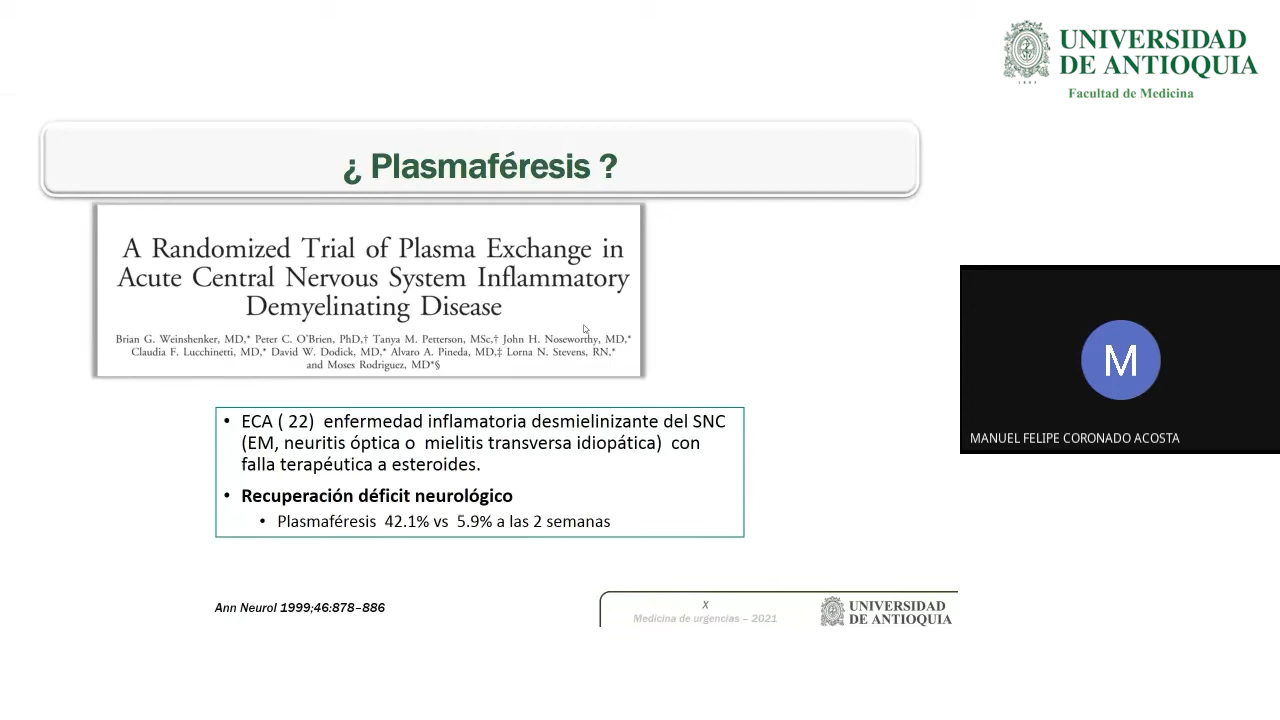 UNIVERSIDAD
DE ANTIOQUIA
1803
Facultad de Medicina
¿ Plasmaféresis ?
A Randomized Trial of Plasma Exchange in
Acute Central Nervous System Inflammatory
Demyelinating Disease
Brian G. Weinshenker, MD,* Peter C. O'Brien, PhD,† Tanya M. Petterson, MSc,† John H. Noseworthy, MD,*
Claudia F. Lucchinetti, MD,* David W. Dodick, MD,* Alvaro A. Pineda, MD,‡ Lorna N. Stevens, RN,*
and Moses Rodriguez, MD*§
• ECA ( 22) enfermedad inflamatoria desmielinizante del SNC
(EM, neuritis óptica o mielitis transversa idiopática) con
falla terapéutica a esteroides.
• Recuperación déficit neurológico
• Plasmaféresis 42.1% vs 5.9% a las 2 semanas
Ann Neurol 1999;46:878–886
X
Medicina de urgencias – 2021
UNIVERSIDAD
DE ANTIOQUIA
M
MANUEL FELIPE CORONADO ACOSTA